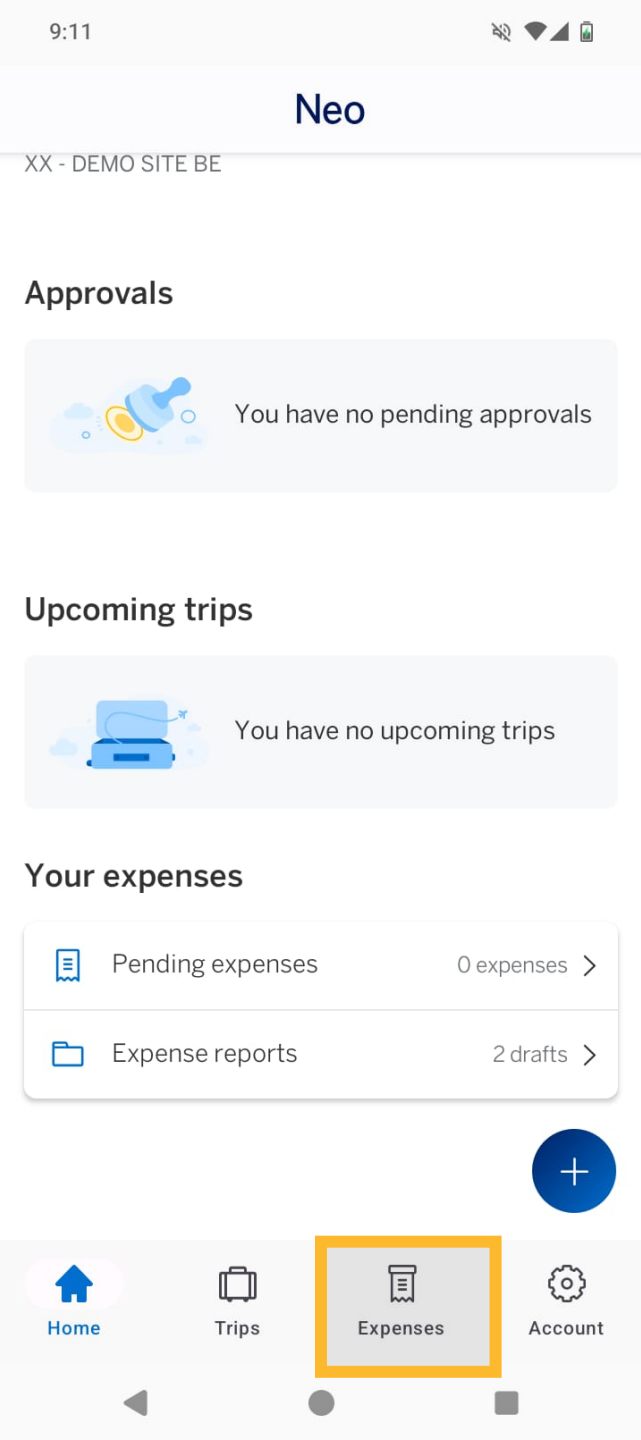 9:11
Neo
XX - DEMO SITE BE
Approvals
You have no pending approvals
Upcoming trips
You have no upcoming trips
Your expenses
Pending expenses 0 expenses
Expense reports 2 drafts
Home Trips Expenses Account